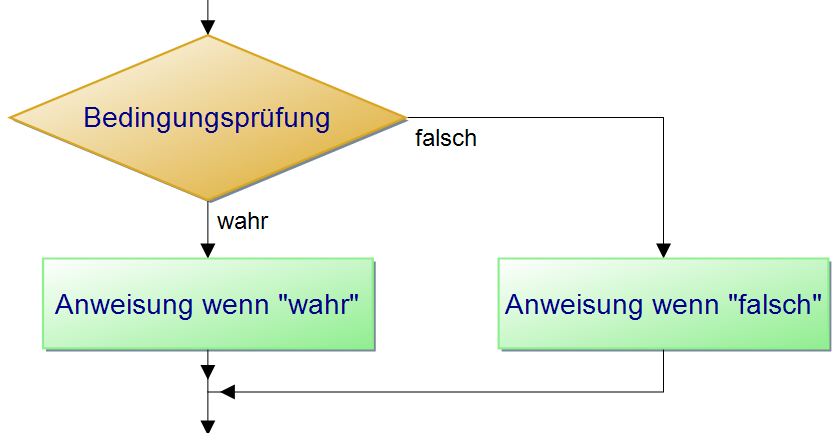 Bedingungsprüfung
falsch
wahr
Anweisung wenn "wahr"
Anweisung wenn "falsch"